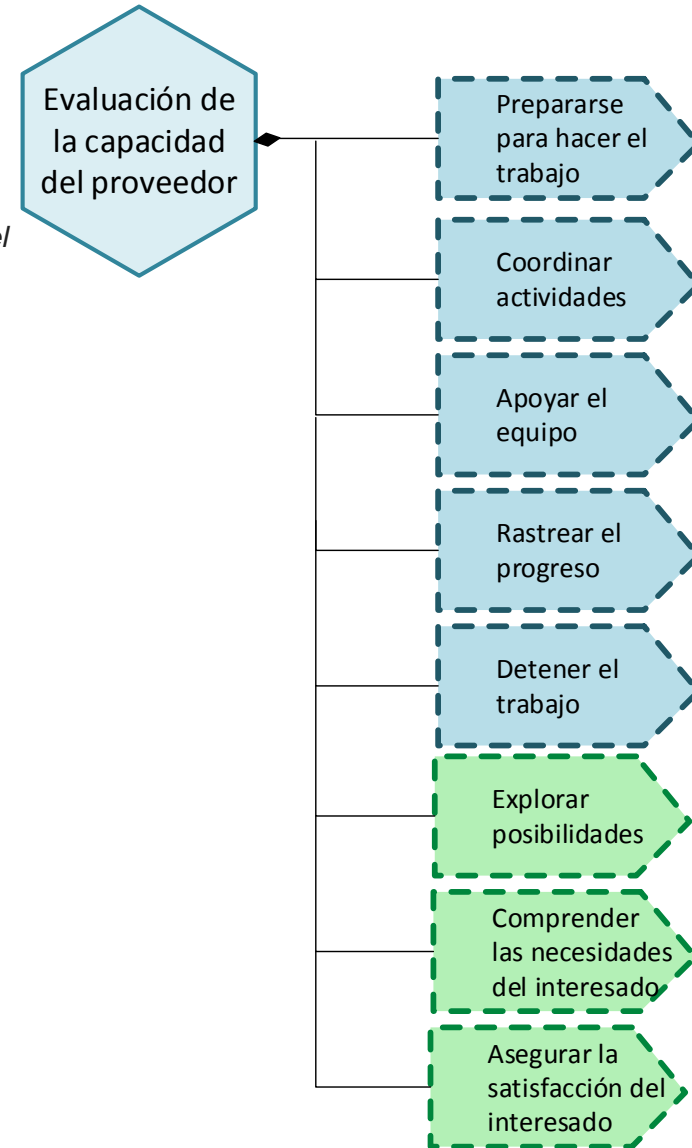 Evaluación de
la capacidad
del proveedor
el
Prepararse
para hacer el
trabajo
Coordinar
actividades
Apoyar el
equipo
Rastrear el
progreso
Detener el
trabajo
Explorar
posibilidades
Comprender
las necesidades
del interesado
Asegurar la
satisfacción del
interesado